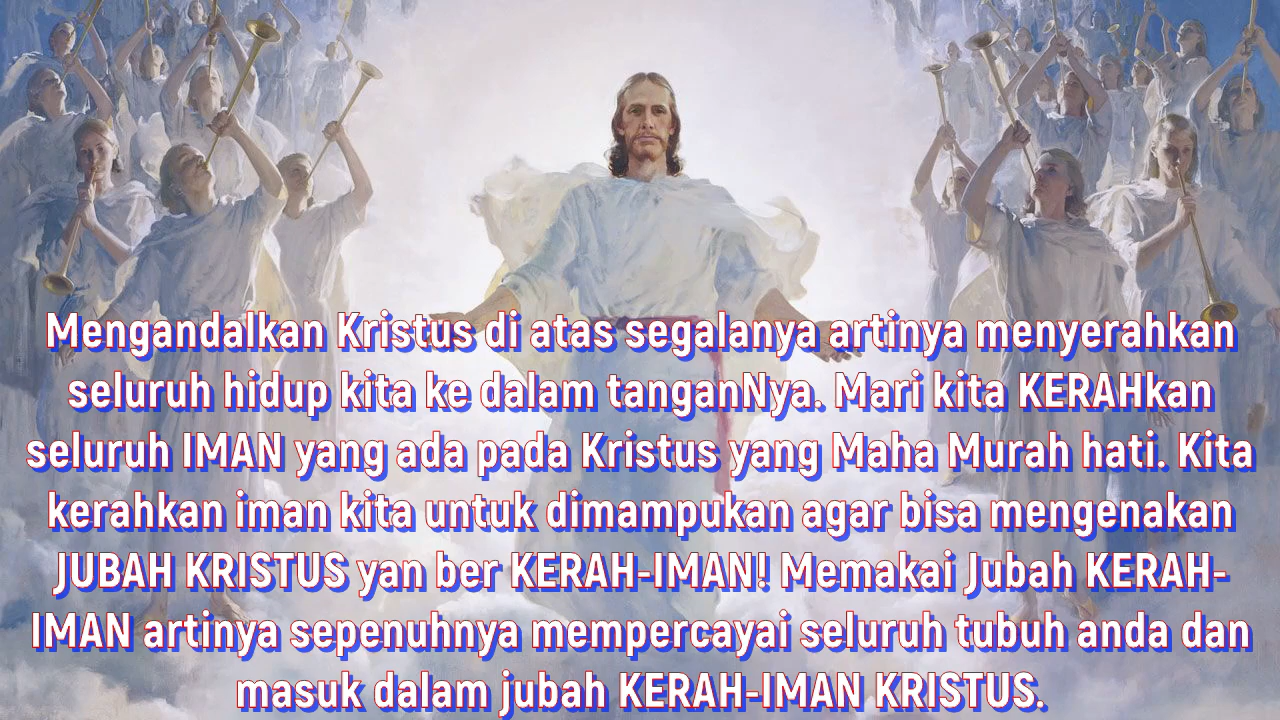 Mengandalkan Kristus di atas segalanya artinya menyerahkan
seluruh hidup kita ke dalam tanganNya. Mari kita KERAHkan
seluruh IMAN yang ada pada Kristus yang Maha Murah hati. Kita
kerahkan iman kita untuk dimampukan agar bisa mengenakan
JUBAH KRISTUS yan ber KERAH-IMAN! Memakai Jubah KERAH-
IMAN artinya sepenuhnya mempercayai seluruh tubuh anda dan
masuk dalam jubah KERAH-IMAN KRISTUS.